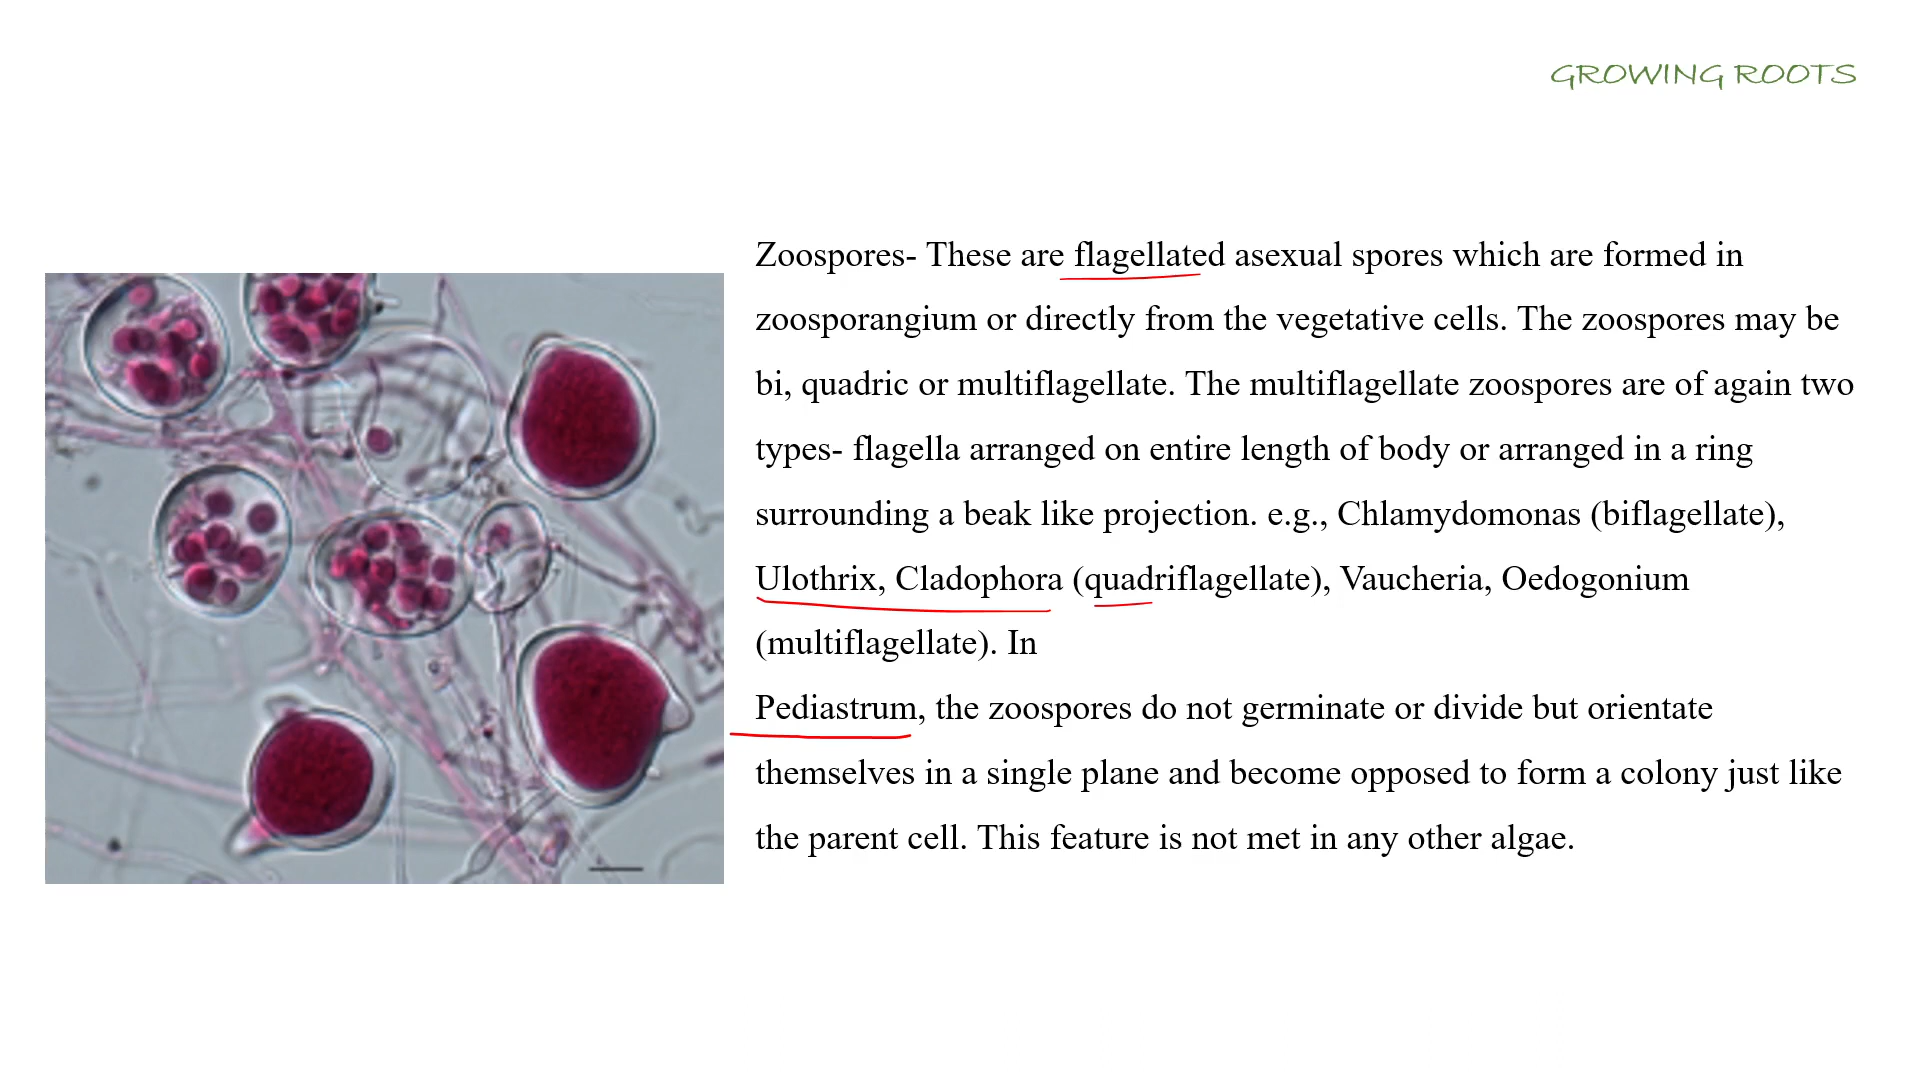 GROWING ROOTS
Zoospores- These are flagellated asexual spores which are formed in
zoosporangium or directly from the vegetative cells. The zoospores may be
bi, quadric or multiflagellate. The multiflagellate zoospores are of again two
types- flagella arranged on entire length of body or arranged in a ring
surrounding a beak like projection. e.g., Chlamydomonas (biflagellate),
Ulothrix, Cladophora (quadriflagellate), Vaucheria, Oedogonium
(multiflagellate). In
Pediastrum, the zoospores do not germinate or divide but orientate
themselves in a single plane and become opposed to form a colony just like
the parent cell. This feature is not met in any other algae.